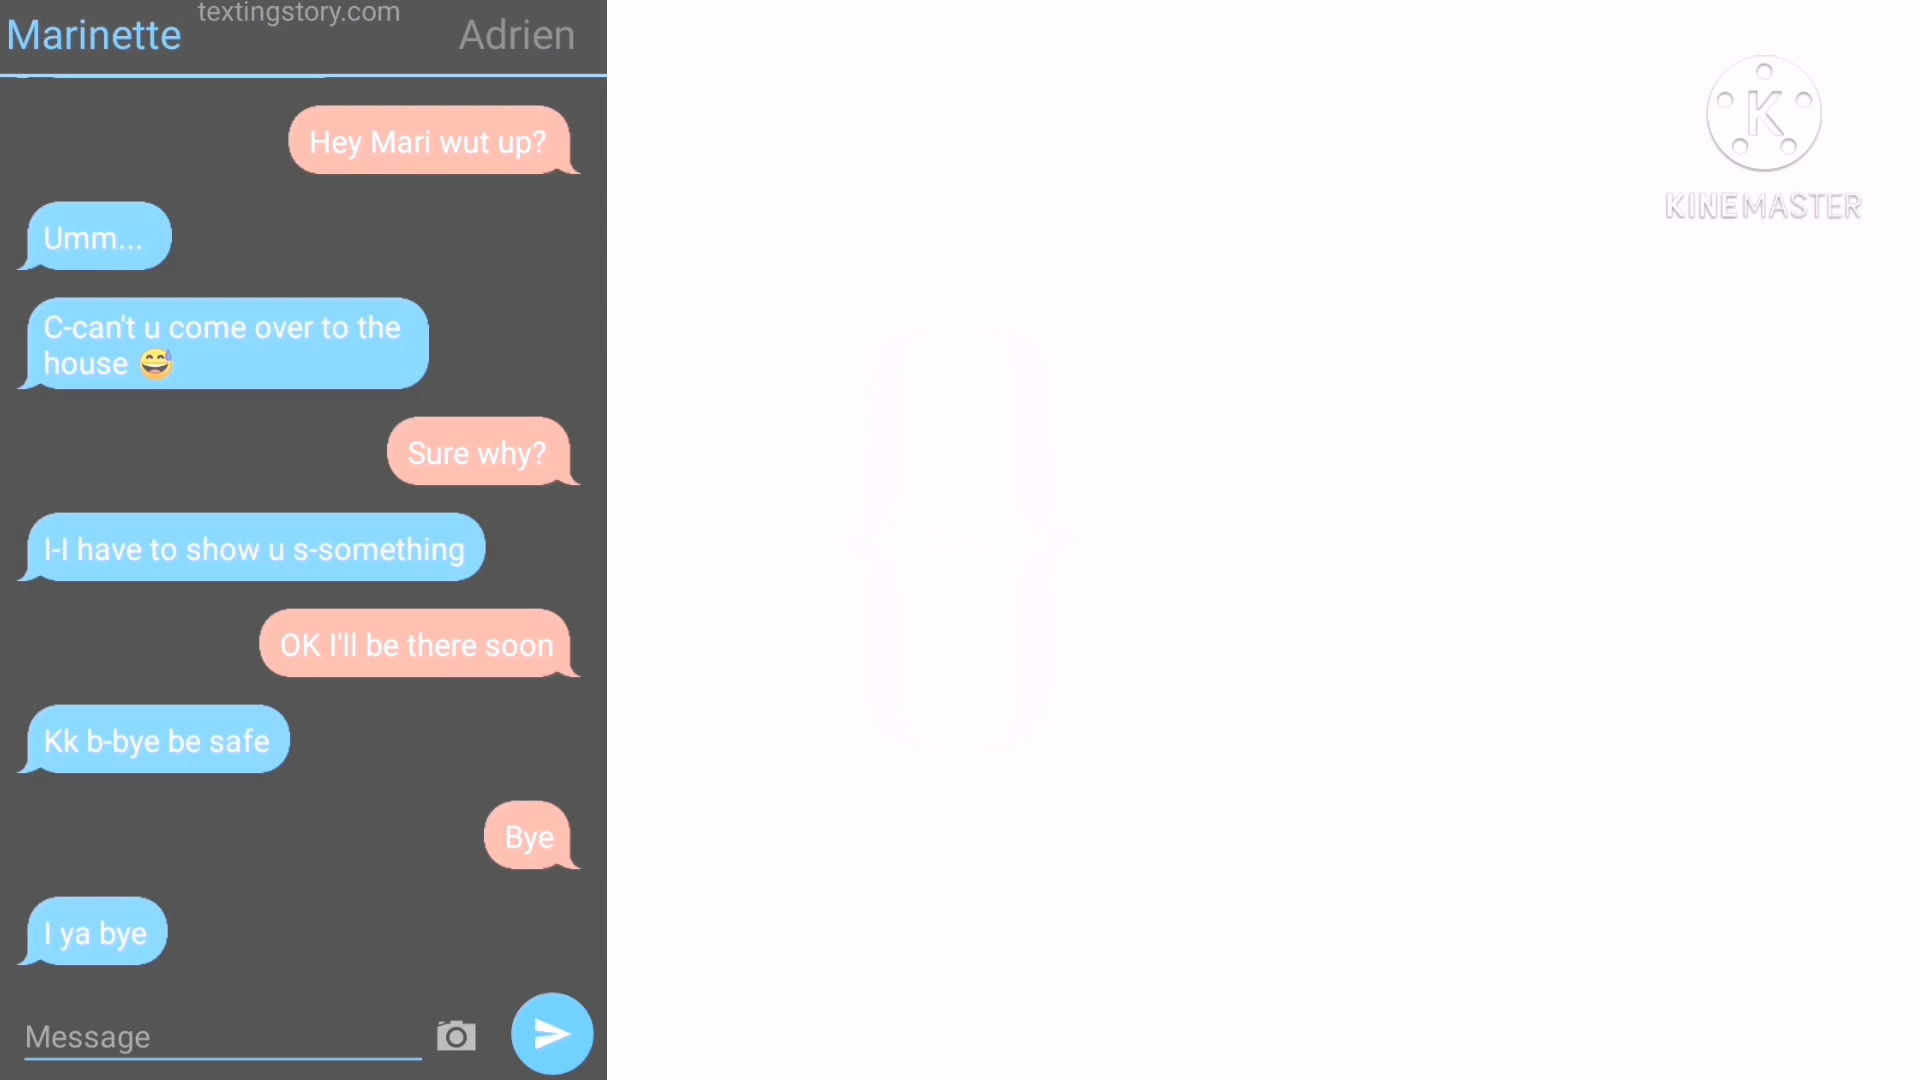 textingstory.com
Marinette
Adrien
Hey Mari wut up?
Umm...
C-can't u come over to the
house 😅
Sure why?
I-I have to show u s-something
OK I'll be there soon
Kk b-bye be safe
Bye
I ya bye
Message
K
KINEMASTER